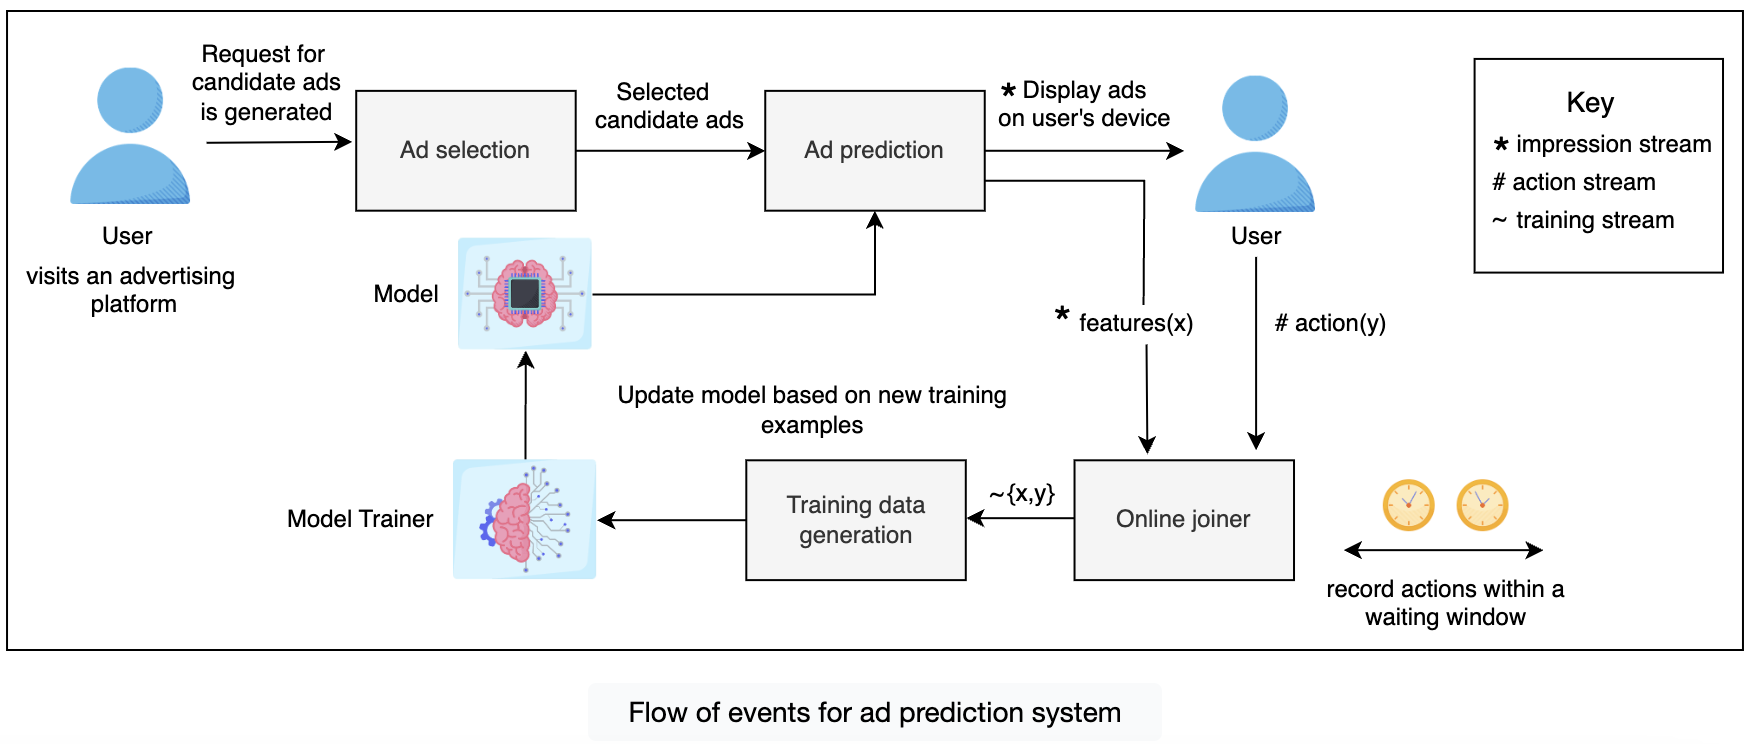 Request for
candidate ads
is generated
User
visits an advertising
platform
Ad selection
Selected
candidate ads
Ad prediction
* Display ads
on user's device
User
Key
* impression stream
# action stream
~ training stream
Model
* features(x)
# action(y)
Update model based on new training
examples
Model Trainer
Training data
generation
~{x,y}
Online joiner
record actions within a
waiting window
Flow of events for ad prediction system